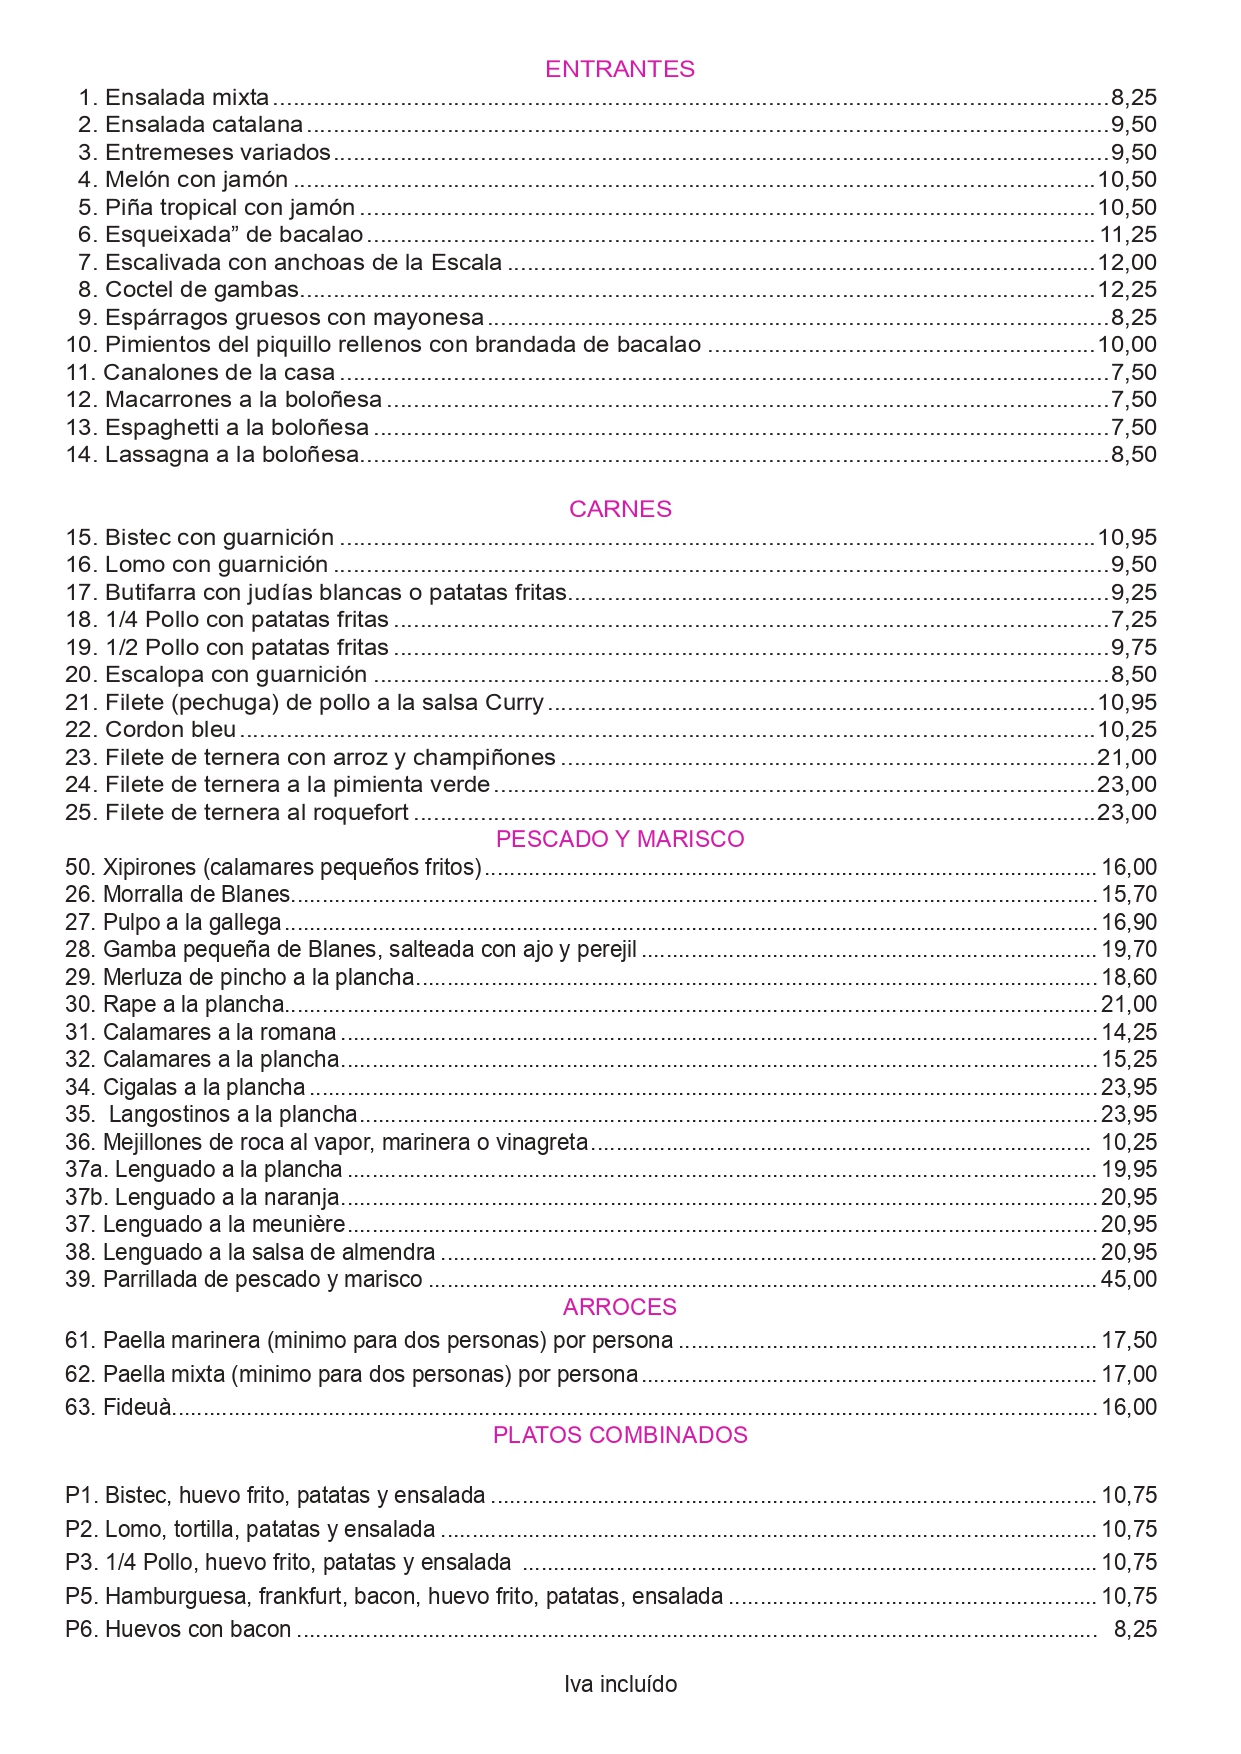 ENTRANTES
1. Ensalada mixta 8,25
2. Ensalada catalana 9,50
3. Entremeses variados 9,50
4. Melón con jamón 10,50
5. Piña tropical con jamón 10,50
6. Esqueixada” de bacalao 11,25
7. Escalivada con anchoas de la Escala 12,00
8. Coctel de gambas 12,25
9. Espárragos gruesos con mayonesa 8,25
10. Pimientos del piquillo rellenos con brandada de bacalao 10,00
11. Canalones de la casa 7,50
12. Macarrones a la boloñesa 7,50
13. Espaghetti a la boloñesa 7,50
14. Lassagna a la boloñesa 8,50
CARNES
15. Bistec con guarnición 10,95
16. Lomo con guarnición 9,50
17. Butifarra con judías blancas o patatas fritas 9,25
18. 1/4 Pollo con patatas fritas 7,25
19. 1/2 Pollo con patatas fritas 9,75
20. Escalopa con guarnición 8,50
21. Filete (pechuga) de pollo a la salsa Curry 10,95
22. Cordon bleu 10,25
23. Filete de ternera con arroz y champiñones 21,00
24. Filete de ternera a la pimienta verde 23,00
25. Filete de ternera al roquefort 23,00
PESCADO Y MARISCO
50. Xipirones (calamares pequeños fritos) 16,00
26. Morralla de Blanes 15,70
27. Pulpo a la gallega 16,90
28. Gamba pequeña de Blanes, salteada con ajo y perejil 19,70
29. Merluza de pincho a la plancha 18,60
30. Rape a la plancha 21,00
31. Calamares a la romana 14,25
32. Calamares a la plancha 15,25
34. Cigalas a la plancha 23,95
35. Langostinos a la plancha 23,95
36. Mejillones de roca al vapor, marinera o vinagreta 10,25
37a. Lenguado a la plancha 19,95
37b. Lenguado a la naranja 20,95
37. Lenguado a la meunière 20,95
38. Lenguado a la salsa de almendra 20,95
39. Parrillada de pescado y marisco 45,00
ARROCES
61. Paella marinera (minimo para dos personas) por persona 17,50
62. Paella mixta (minimo para dos personas) por persona 17,00
63. Fideuà 16,00
PLATOS COMBINADOS
P1. Bistec, huevo frito, patatas y ensalada 10,75
P2. Lomo, tortilla, patatas y ensalada 10,75
P3. 1/4 Pollo, huevo frito, patatas y ensalada 10,75
P5. Hamburguesa, frankfurt, bacon, huevo frito, patatas, ensalada 10,75
P6. Huevos con bacon 8,25
Iva incluído